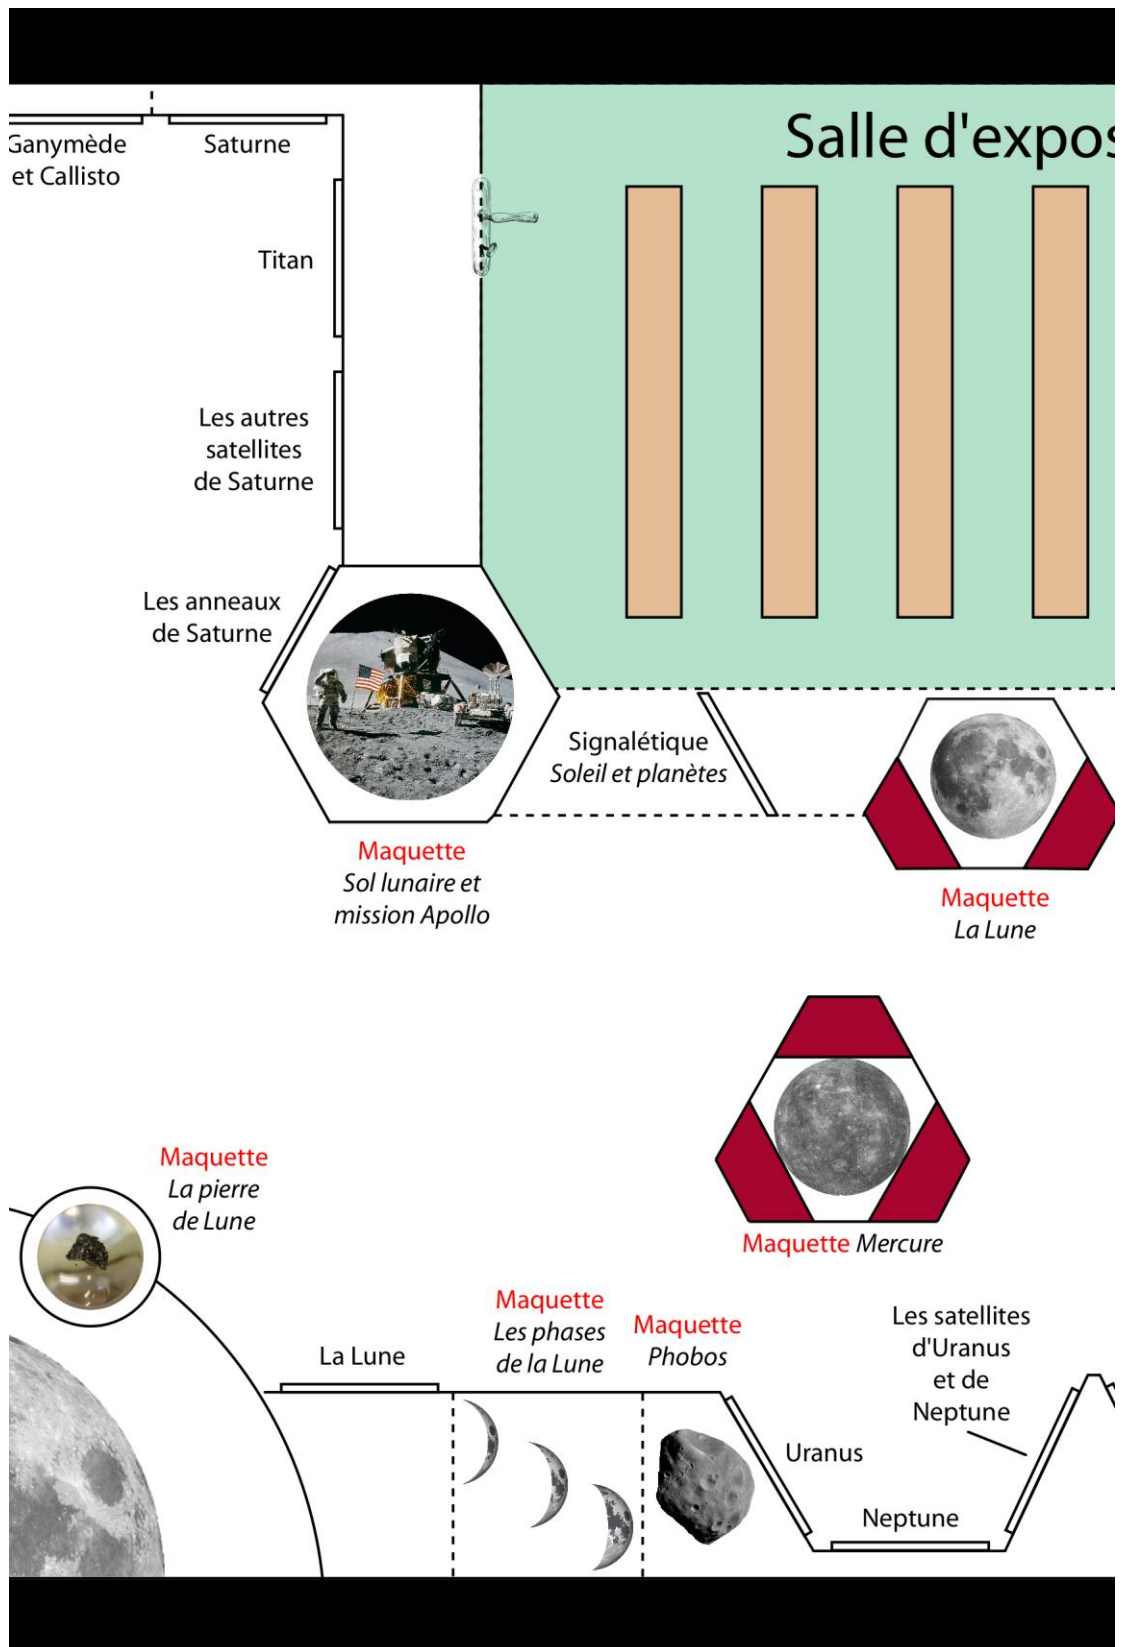 Salle d'expos
Ganymède
et Callisto
Saturne
Titan
Les autres
satellites
de Saturne
Les anneaux
de Saturne
Signalétique
Soleil et planètes
Maquette
Sol lunaire et
mission Apollo
Maquette
La Lune
Maquette
La pierre
de Lune
Maquette Mercure
La Lune
Maquette
Les phases
de la Lune
Maquette
Phobos
Uranus
Neptune
Les satellites
d'Uranus
et de
Neptune